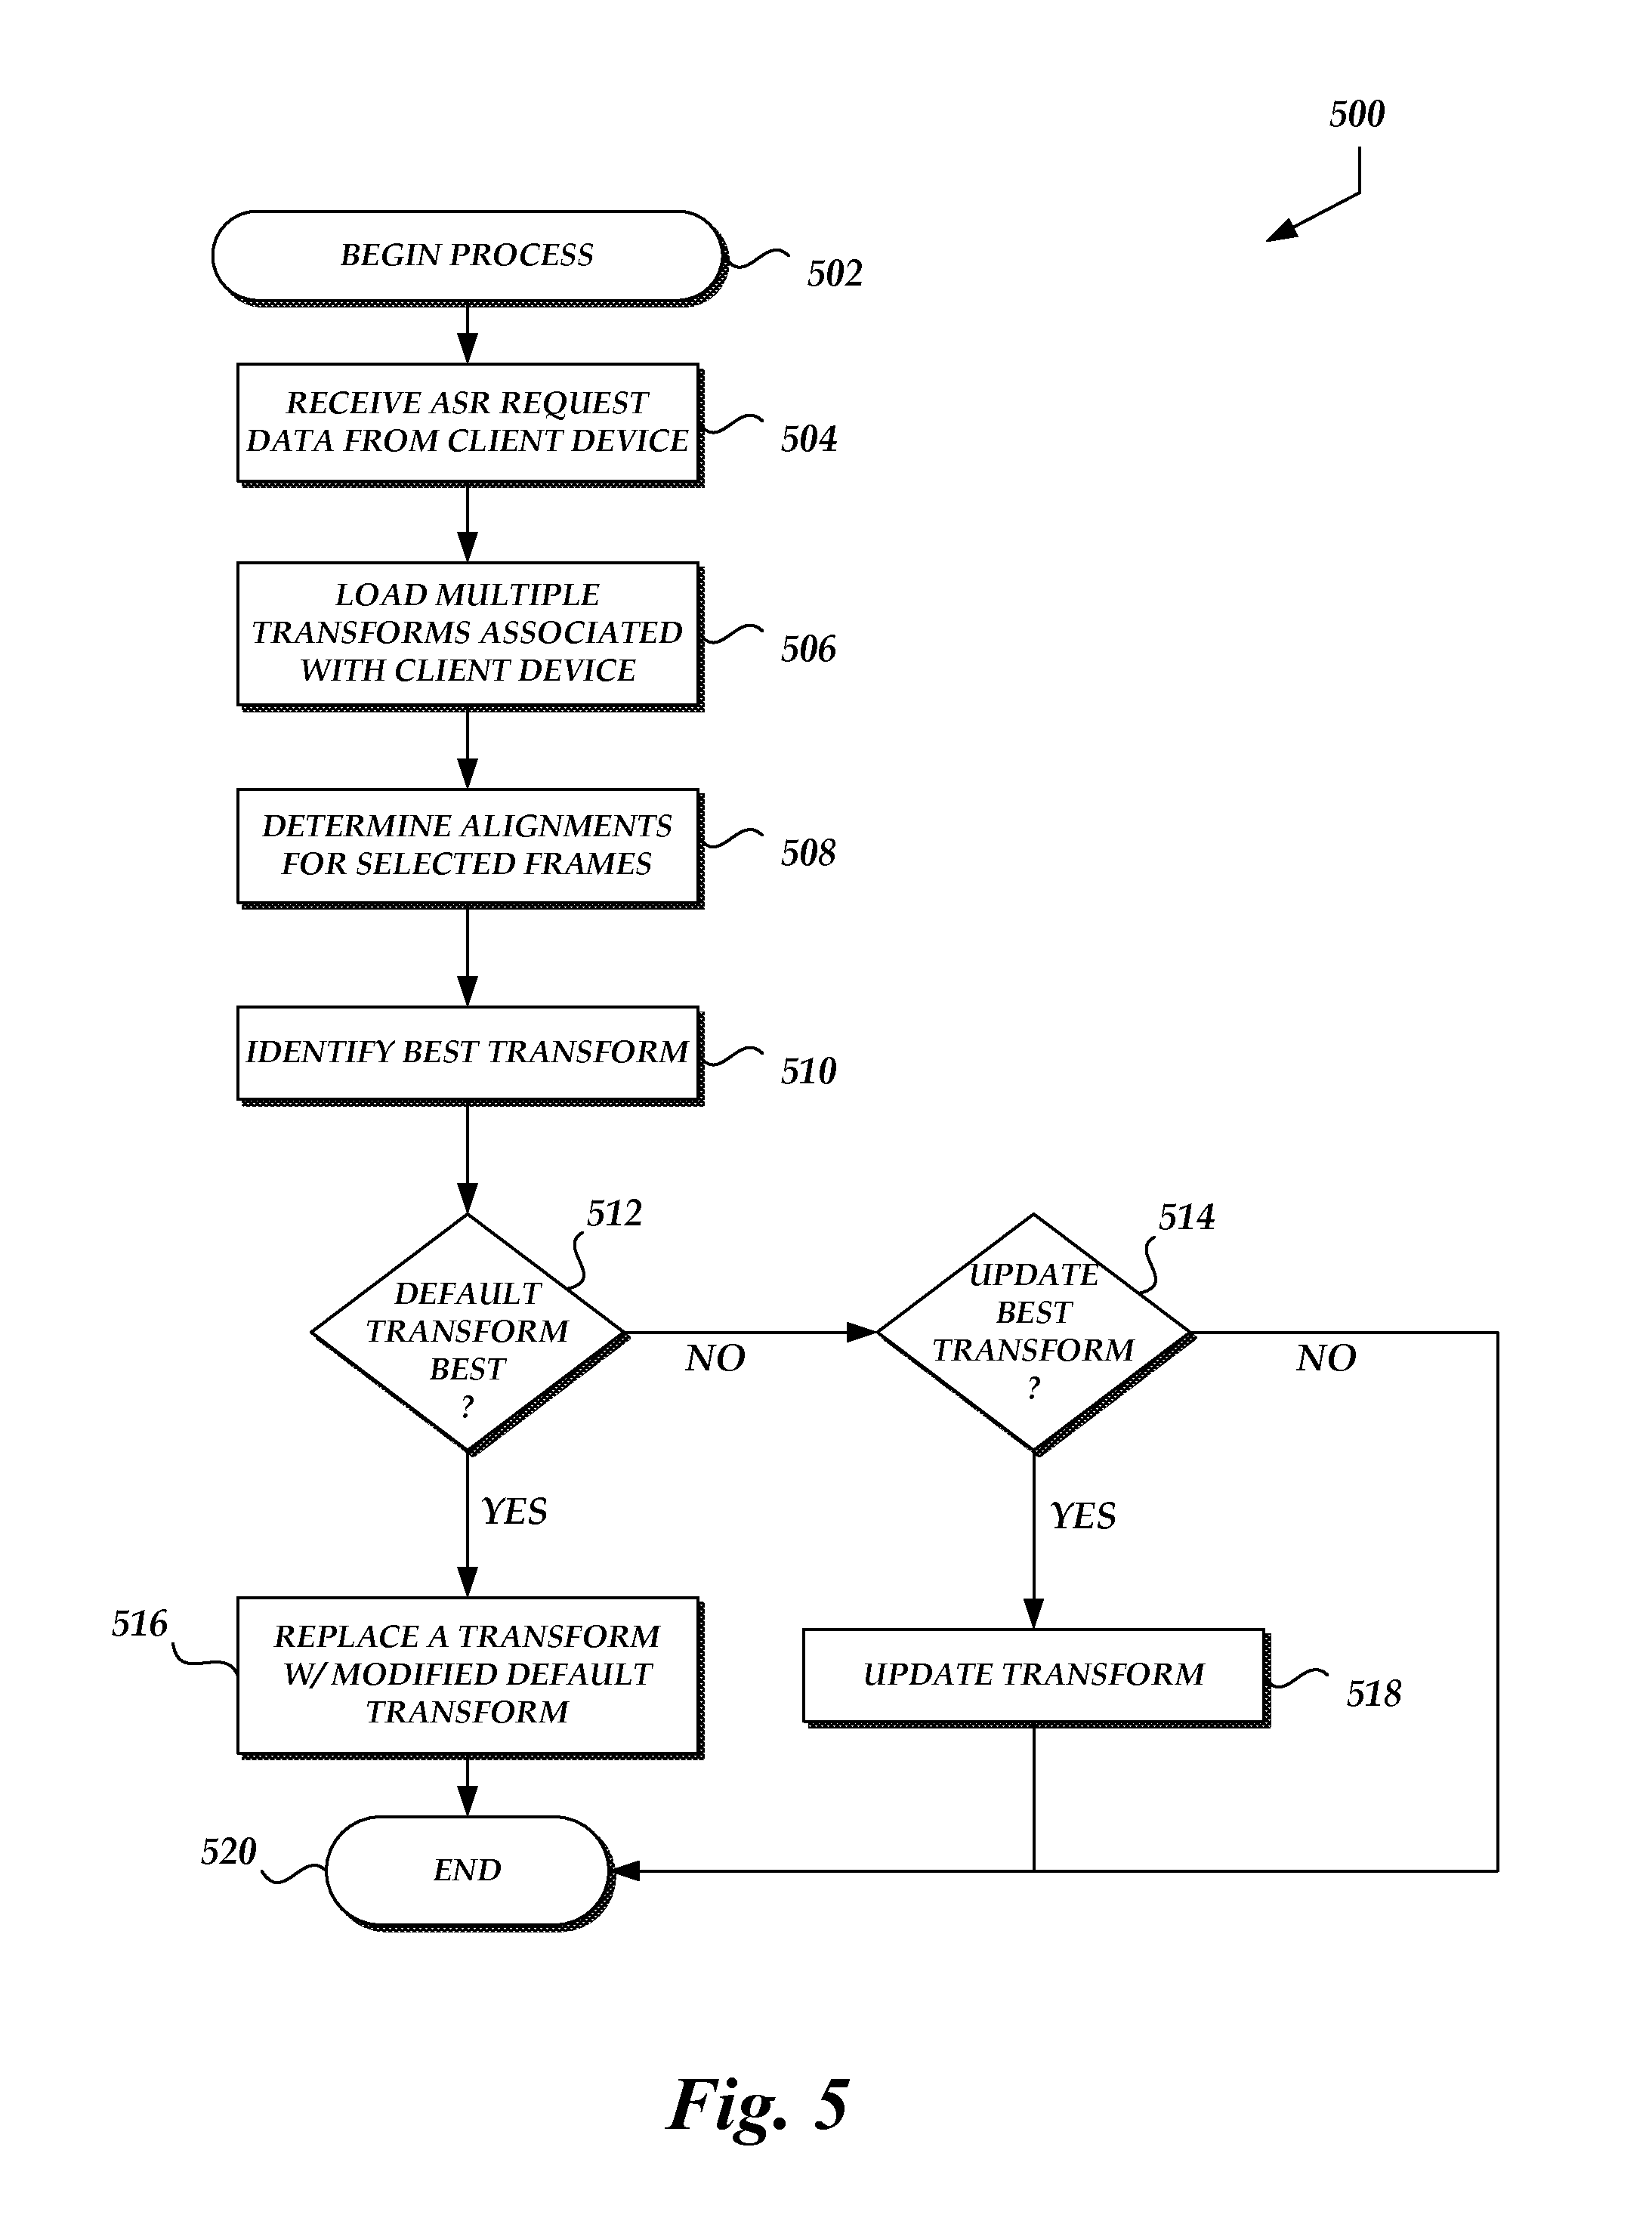 500
BEGIN PROCESS
502
RECEIVE ASR REQUEST
DATA FROM CLIENT DEVICE
504
LOAD MULTIPLE
TRANSFORMS ASSOCIATED
WITH CLIENT DEVICE
506
DETERMINE ALIGNMENTS
FOR SELECTED FRAMES
508
IDENTIFY BEST TRANSFORM
510
512
DEFAULT
TRANSFORM
BEST
?
NO
514
UPDATE
BEST
TRANSFORM
?
NO
YES
YES
516
REPLACE A TRANSFORM
W/ MODIFIED DEFAULT
TRANSFORM
UPDATE TRANSFORM
518
520
END
Fig. 5